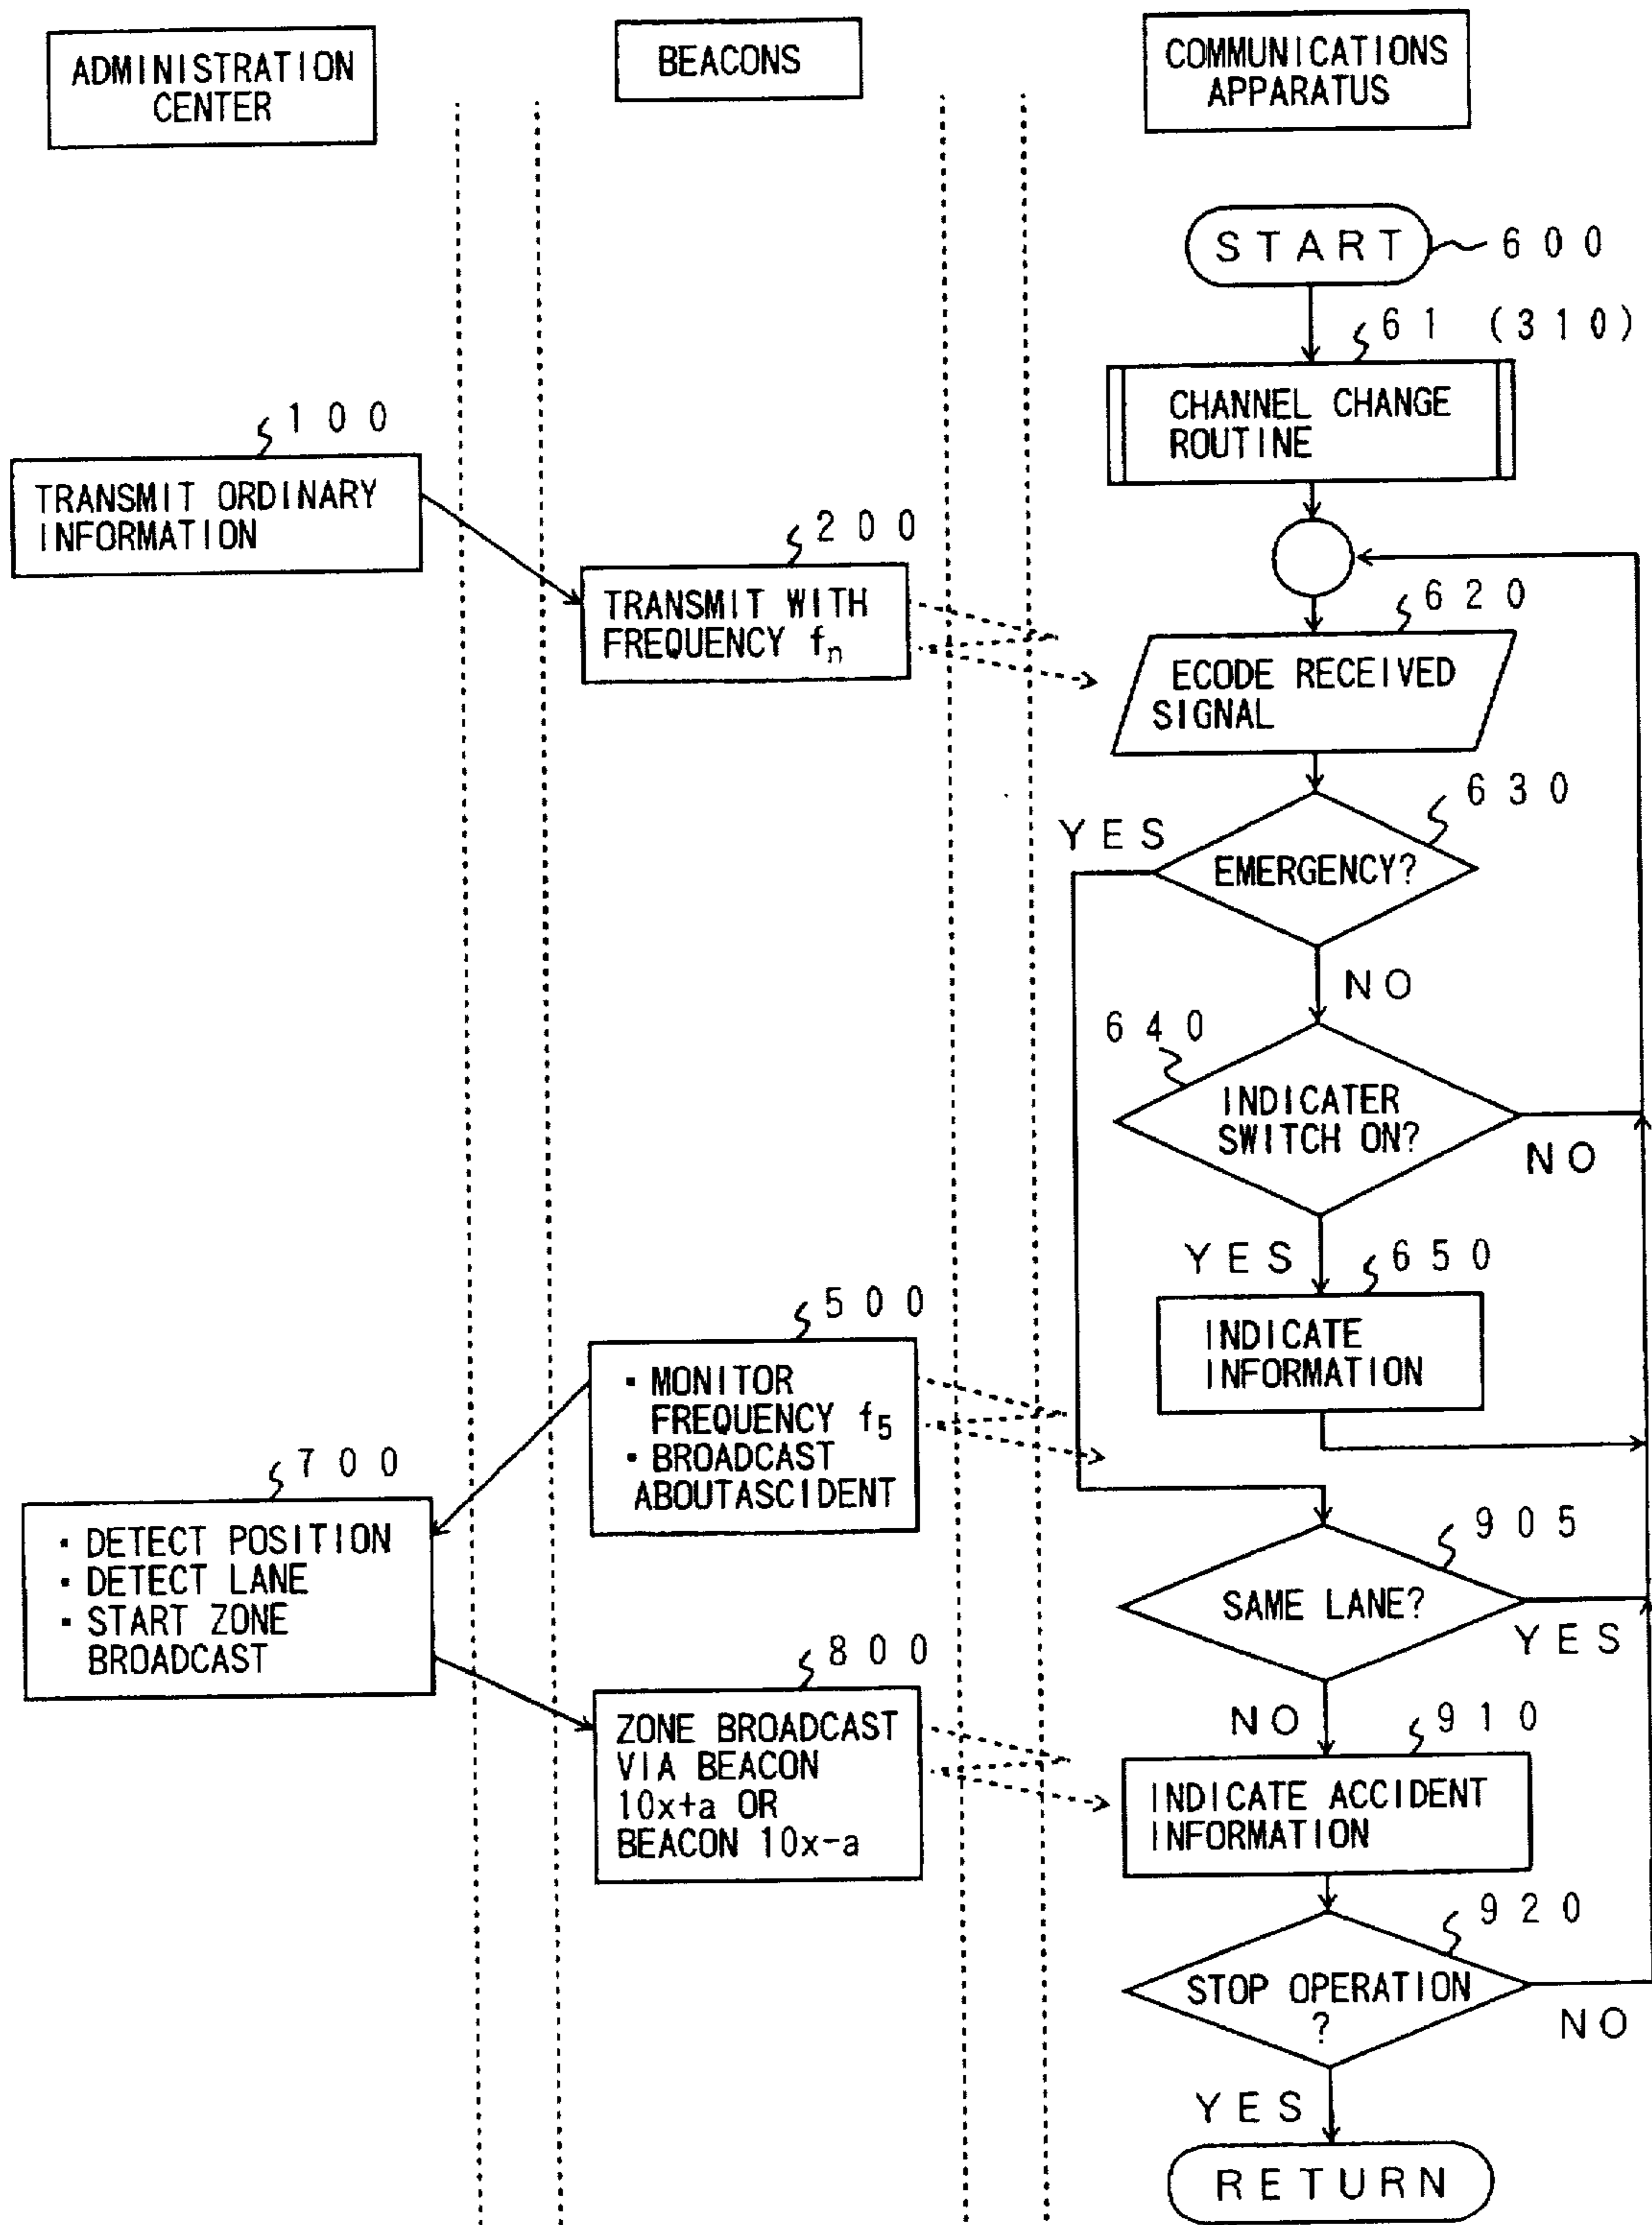 ADMINISTRATION
CENTER
BEACONS
COMMUNICATIONS
APPARATUS
START
600
61 (310)
CHANNEL CHANGE
ROUTINE
100
TRANSMIT ORDINARY
INFORMATION
200
TRANSMIT WITH
FREQUENCY fn
620
ECODE RECEIVED
SIGNAL
630
YES
EMERGENCY?
NO
640
INDICATER
SWITCH ON?
NO
YES
650
INDICATE
INFORMATION
500
▪ MONITOR
FREQUENCY f5
▪ BROADCAST
ABOUTASCIDENT
700
▪ DETECT POSITION
▪ DETECT LANE
▪ START ZONE
BROADCAST
905
SAME LANE?
YES
NO
800
ZONE BROADCAST
VIA BEACON
10x+a OR
BEACON 10x-a
910
INDICATE ACCIDENT
INFORMATION
920
STOP OPERATION
?
NO
YES
RETURN